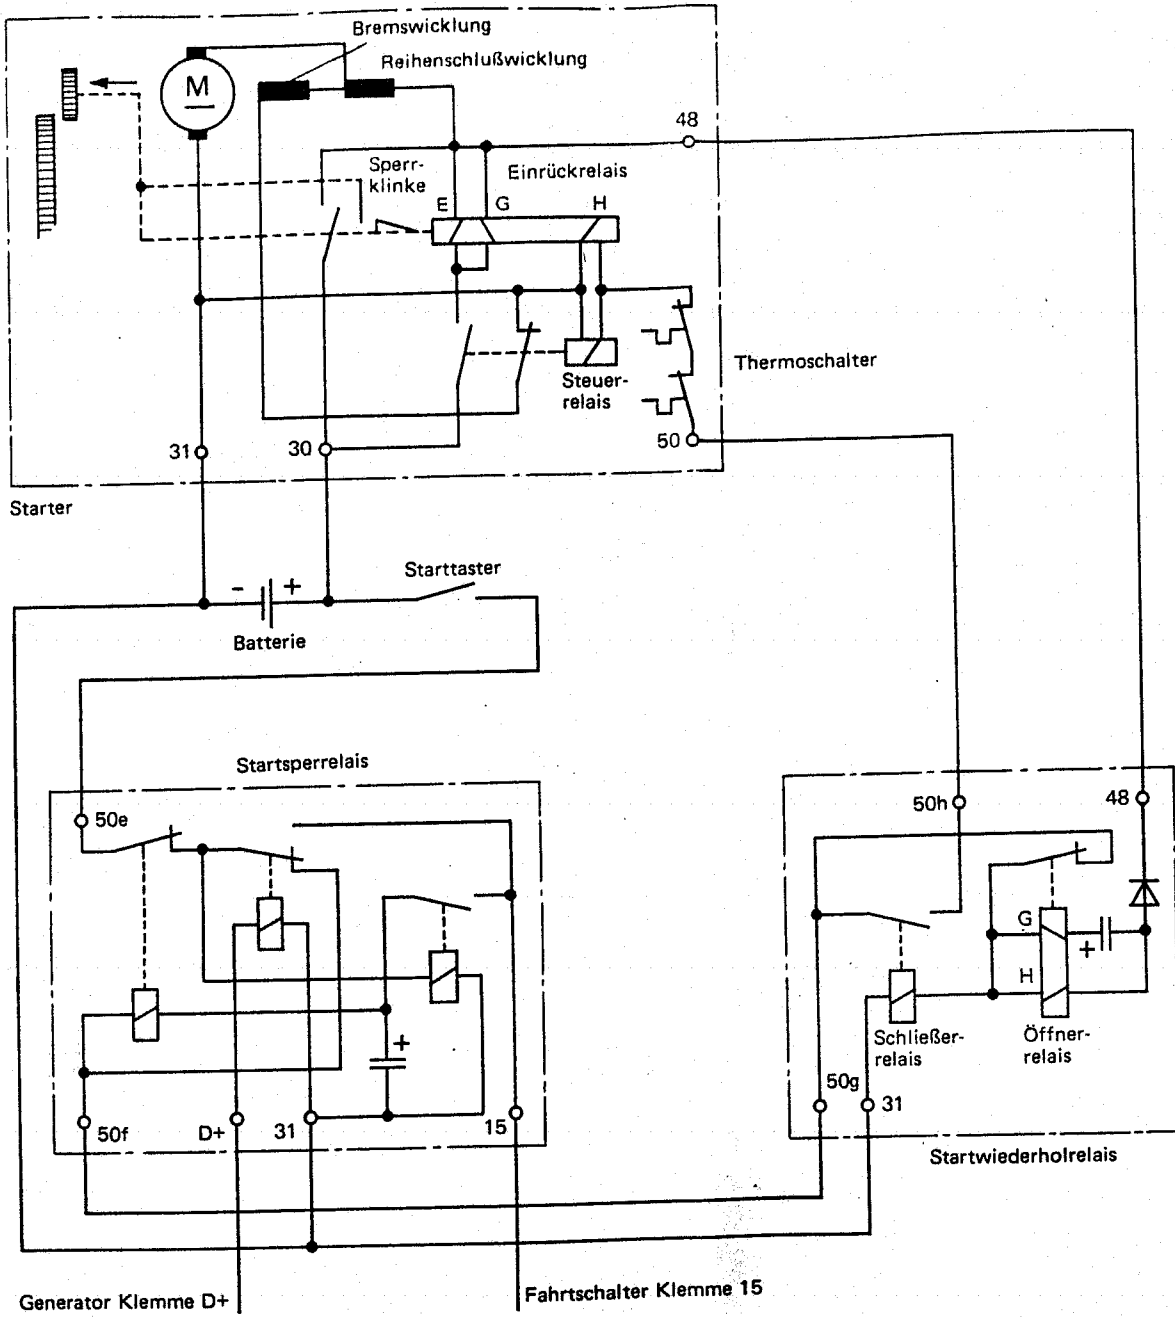 Bremswicklung
Reihenschlußwicklung
M
48
Sperr-
klinke
Einrückrelais
E
G
H
Thermoschalter
Steuer-
relais
31
30
50
Starter
-
+
Starttaster
Batterie
Startsperrelais
50e
50h
48
G
+
H
+
Schließer-
relais
Öffner-
relais
50g
31
50f
D+
31
15
Startwiederholrelais
Generator Klemme D+
Fahrtschalter Klemme 15